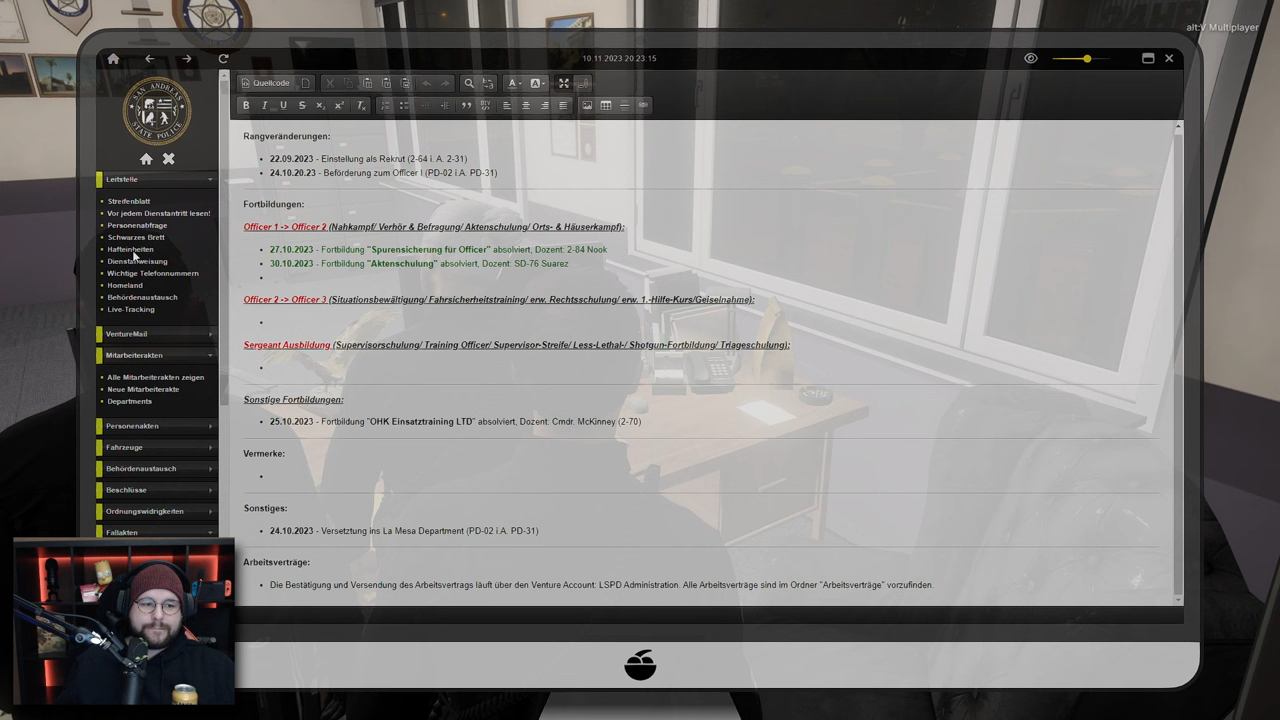 alt:V Multiplayer
10.11.2023 20:23:15
SAN ANDREAS
STATE POLICE
Quellcode
Leitstelle
Streifenblatt
Vor jedem Dienstantritt lesen!
Personenabfrage
Schwarzes Brett
Hafteinheiten
Dienstanweisung
Wichtige Telefonnummern
Homeland
Behördenaustausch
Live-Tracking
VentureMail
Mitarbeiterakten
Alle Mitarbeiterakten zeigen
Neue Mitarbeiterakte
Departments
Personenakten
Fahrzeuge
Behördenaustausch
Beschlüsse
Ordnungswidrigkeiten
Fallakten
Rangveränderungen:
22.09.2023 - Einstellung als Rekrut (2-64 i. A. 2-31)
24.10.20.23 - Beförderung zum Officer I (PD-02 i.A. PD-31)
Fortbildungen:
Officer 1 -> Officer 2 (Nahkampf/ Verhör & Befragung/ Aktenschulung/ Orts- & Häuserkampf):
27.10.2023 - Fortbildung "Spurensicherung für Officer" absolviert, Dozent: 2-84 Nook
30.10.2023 - Fortbildung "Aktenschulung" absolviert, Dozent: SD-76 Suarez
Officer 2 -> Officer 3 (Situationsbewältigung/ Fahrsicherheitstraining/ erw. Rechtsschulung/ erw. 1.-Hilfe-Kurs/Geiselnahme):
Sergeant Ausbildung (Supervisorschulung/ Training Officer/ Supervisor-Streife/ Less-Lethal-/ Shotgun-Fortbildung/ Triageschulung):
Sonstige Fortbildungen:
25.10.2023 - Fortbildung "OHK Einsatztraining LTD" absolviert, Dozent: Cmdr. McKinney (2-70)
Vermerke:
Sonstiges:
24.10.2023 - Versetzung ins La Mesa Department (PD-02 i.A. PD-31)
Arbeitsverträge:
Die Bestätigung und Versendung des Arbeitsvertrags läuft über den Venture Account: LSPD Administration. Alle Arbeitsverträge sind im Ordner "Arbeitsverträge" vorzufinden.